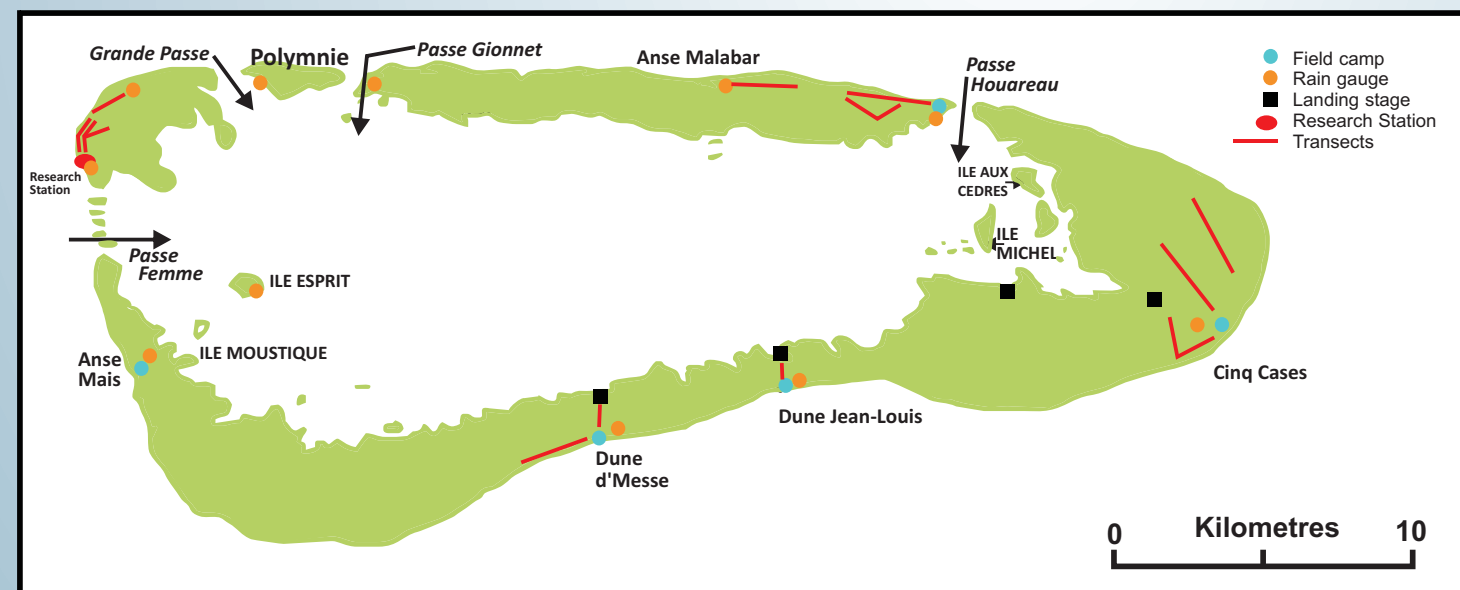 Grande Passe
Polymnie
Passe Gionnet
Anse Malabar
Passe
Houareau
Field camp
Rain gauge
Landing stage
Research Station
Transects
Research
Station
ILE AUX
CEDRES
ILE
MICHEL
Passe
Femme
ILE ESPRIT
ILE MOUSTIQUE
Anse
Mais
Cinq Cases
Dune Jean-Louis
Dune
d'Messe
0 Kilometres 10